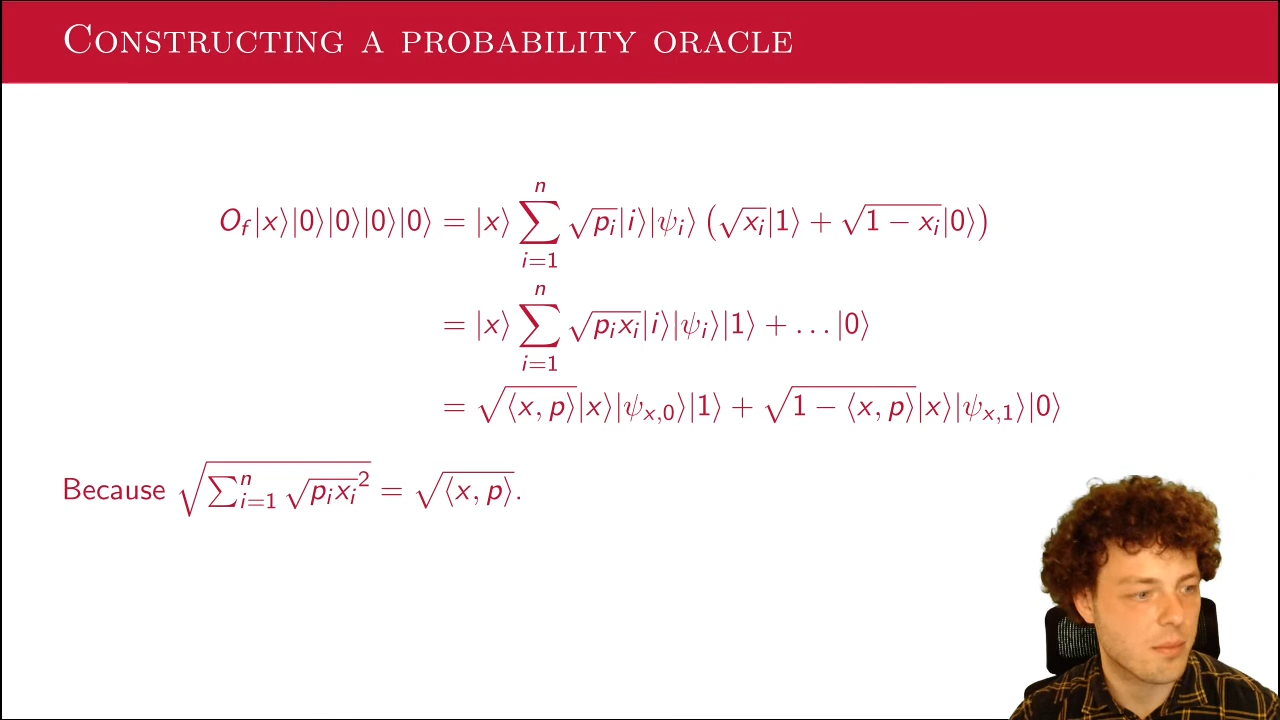 Constructing a probability oracle
O_f|x⟩|0⟩|0⟩|0⟩|0⟩ = |x⟩ ∑_{i=1}^{n} √p_i|i⟩|ψ_i⟩ (√x_i|1⟩ + √(1 − x_i)|0⟩)
= |x⟩ ∑_{i=1}^{n} √(p_i x_i)|i⟩|ψ_i⟩|1⟩ + …|0⟩
= √⟨x, p⟩|x⟩|ψ_{x,0}⟩|1⟩ + √(1 − ⟨x, p⟩)|x⟩|ψ_{x,1}⟩|0⟩
Because √(∑_{i=1}^{n} √(p_i x_i)²) = √⟨x, p⟩.